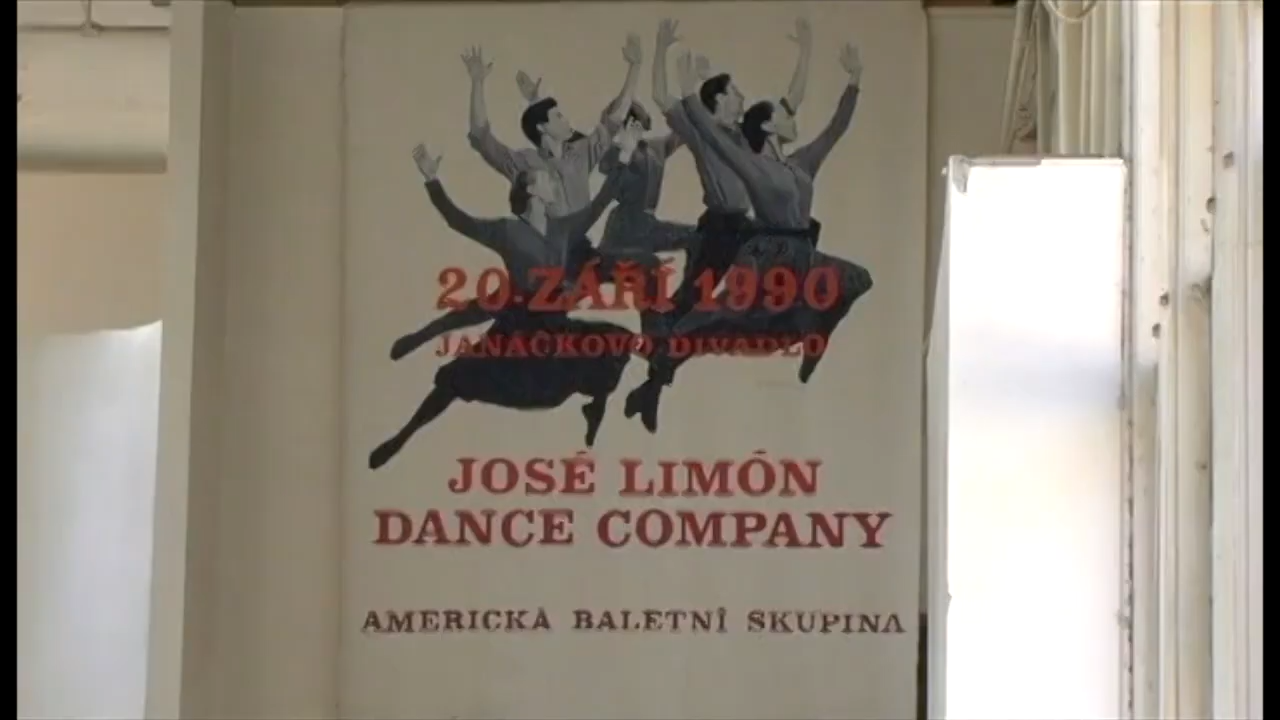 20. ZÁŘÍ 1990
JANÁČKOVO DIVADLO
JOSÉ LIMÓN
DANCE COMPANY
AMERICKÁ BALETNÍ SKUPINA